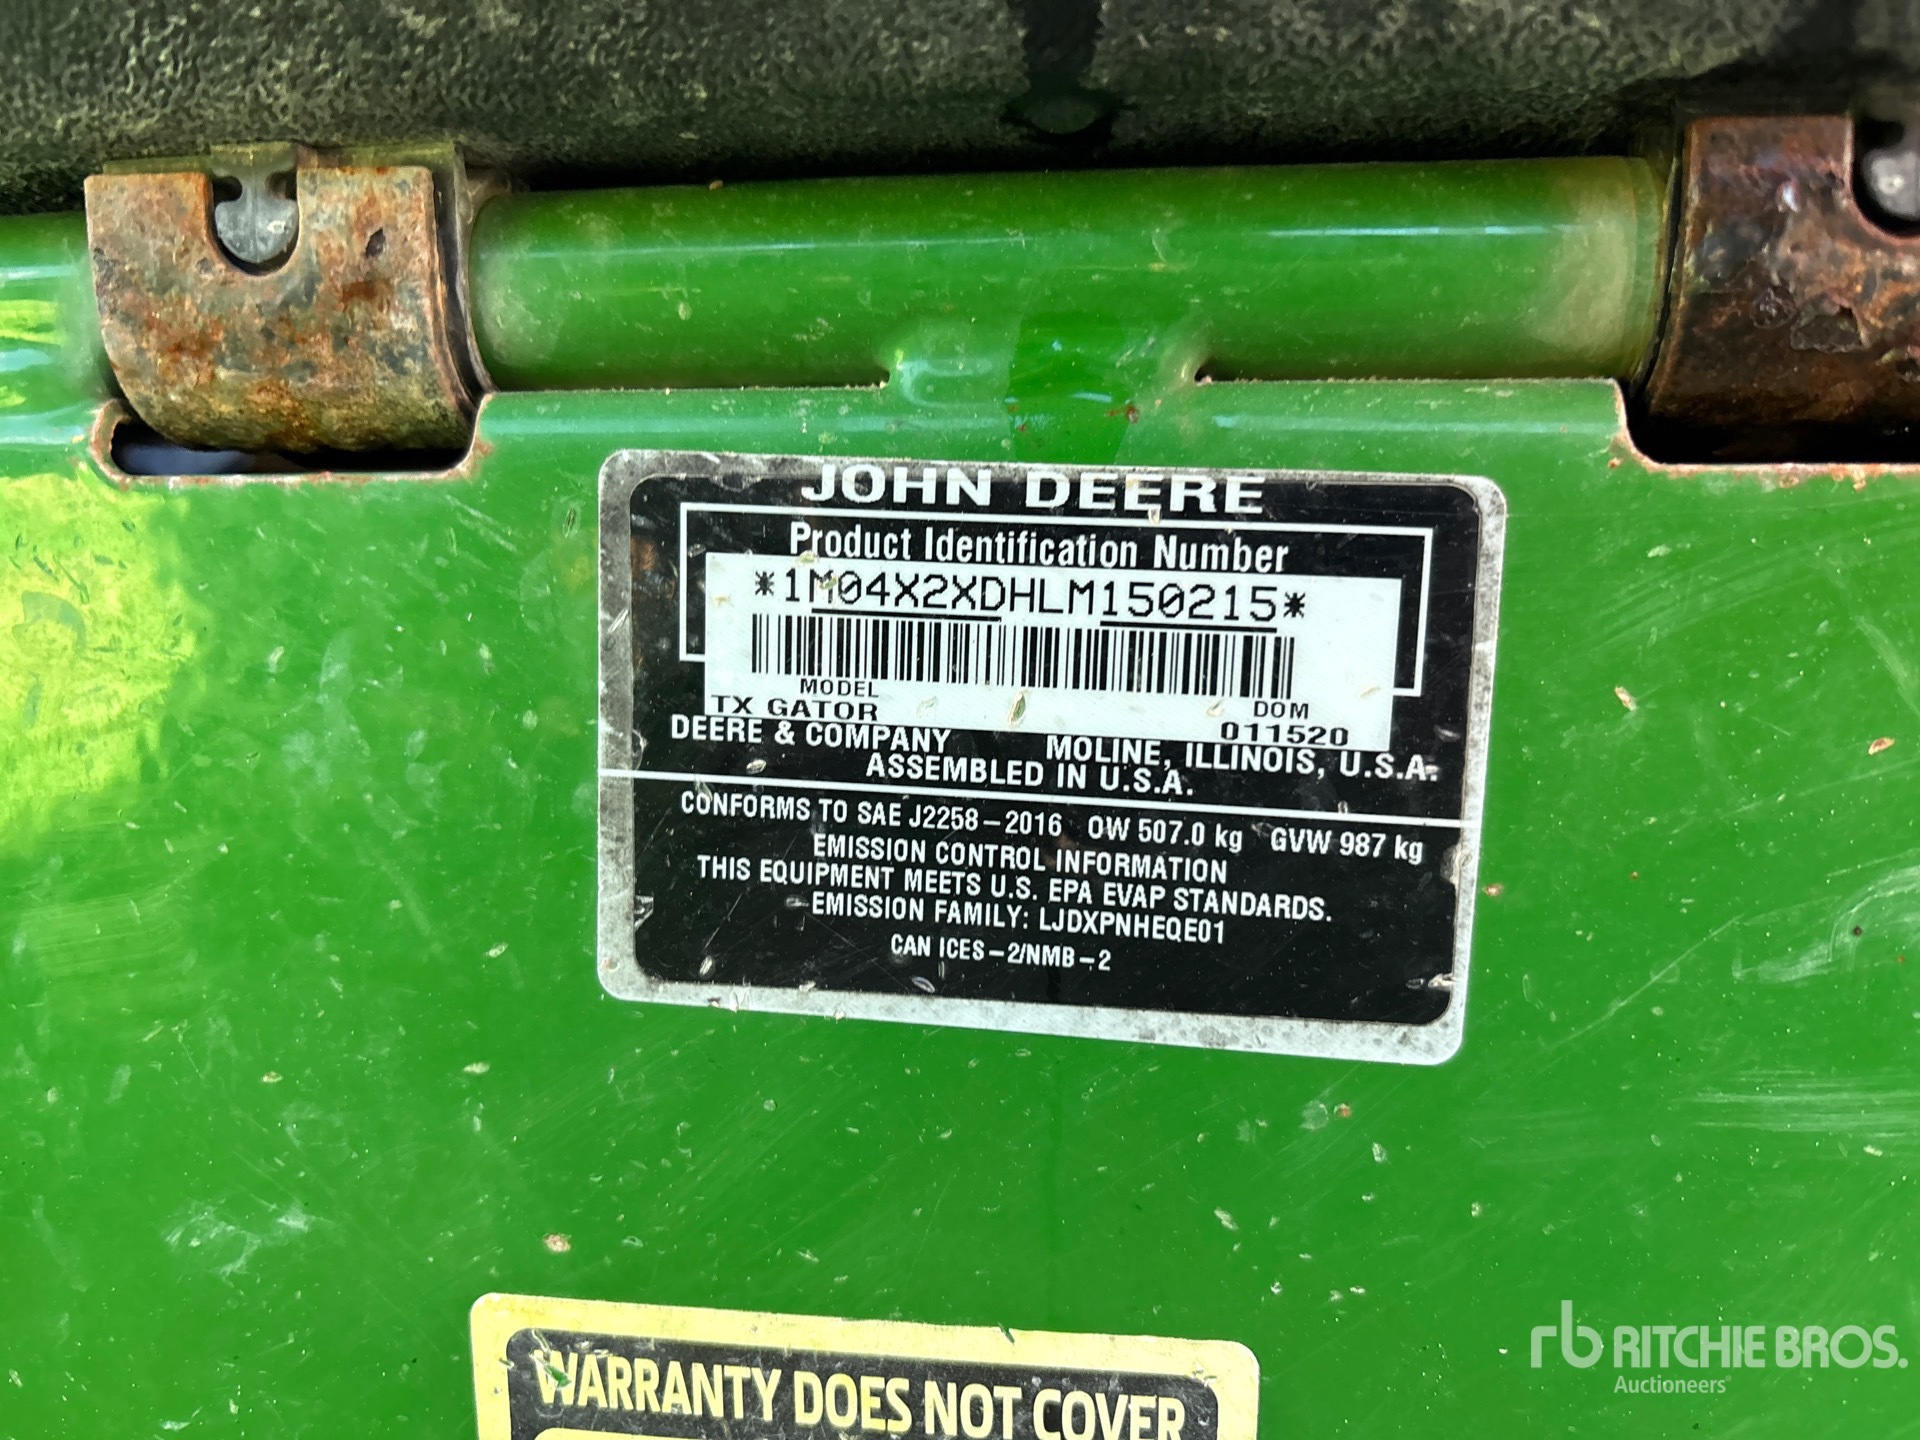 JOHN DEERE
Product Identification Number
*1M04X2XDHLM150215*
MODEL
TX GATOR
DOM
011520
DEERE & COMPANY MOLINE, ILLINOIS, U.S.A.
ASSEMBLED IN U.S.A.
CONFORMS TO SAE J2258-2016 OW 507.0 kg GVW 987 kg
EMISSION CONTROL INFORMATION
THIS EQUIPMENT MEETS U.S. EPA EVAP STANDARDS.
EMISSION FAMILY: LJDXPNHEQE01
CAN ICES-2/NMB-2
WARRANTY DOES NOT COVER
rb RITCHIE BROS.
Auctioneers